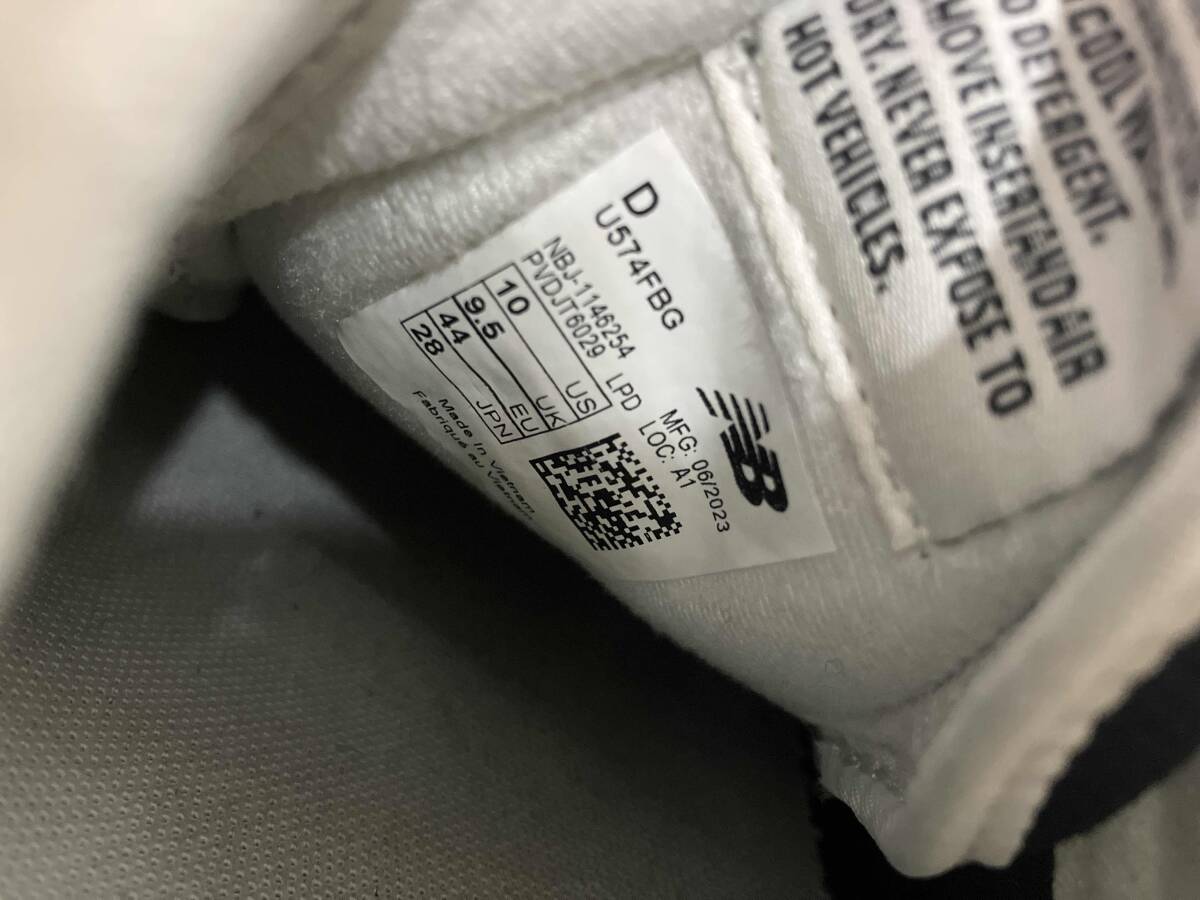 D
U574FBG
NBJ-1146254
PVDJT6029 LPD
10 US
9.5 UK
44 EU
28 JPN
Made in Vietnam
Fabriqué au Vietnam
NB
MFG: 06/2023
LOC: A1
COOL
DETERGENT.
MOVE INSERT AND AIR
DRY. NEVER EXPOSE TO
HOT VEHICLES.